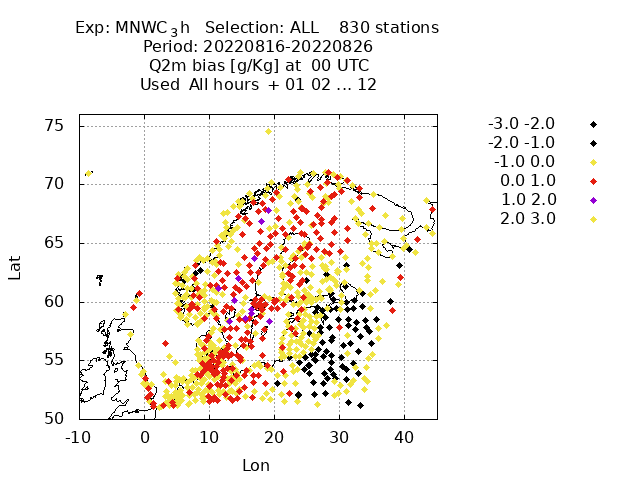 Exp: MNWC_3h Selection: ALL 830 stations
Period: 20220816-20220826
Q2m bias [g/Kg] at 00 UTC
Used All hours + 01 02 ... 12
75
70
65
60
55
50
Lat
-10 0 10 20 30 40
Lon
-3.0 -2.0
-2.0 -1.0
-1.0 0.0
0.0 1.0
1.0 2.0
2.0 3.0